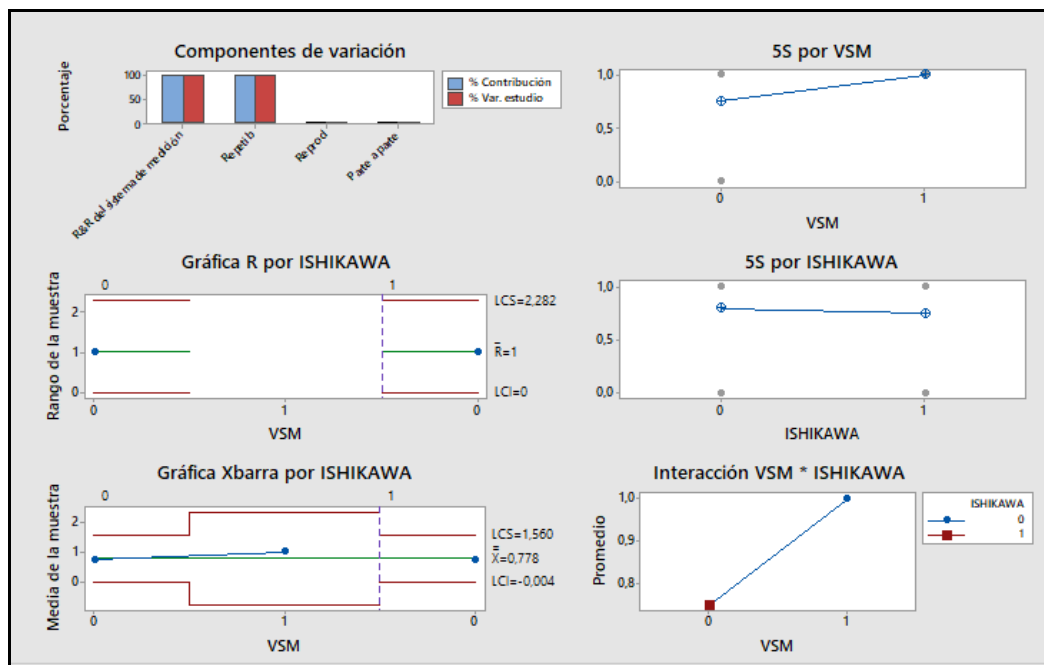 Componentes de variación
Porcentaje
100
50
0
R&R del sistema de medición
Repetib
Reprod
Parte a parte
% Contribución
% Var. estudio
5S por VSM
1,0
0,5
0,0
0 1
VSM
Gráfica R por ISHIKAWA
0 1
Rango de la muestra
2
1
0
LCS=2,282
R=1
LCI=0
0 1 0
VSM
5S por ISHIKAWA
1,0
0,5
0,0
0 1
ISHIKAWA
Gráfica Xbarra por ISHIKAWA
0 1
Media de la muestra
2
1
0
LCS=1,560
X=0,778
LCI=-0,004
0 1 0
VSM
Interacción VSM * ISHIKAWA
Promedio
1,0
0,9
0,8
0 1
VSM
ISHIKAWA
0
1